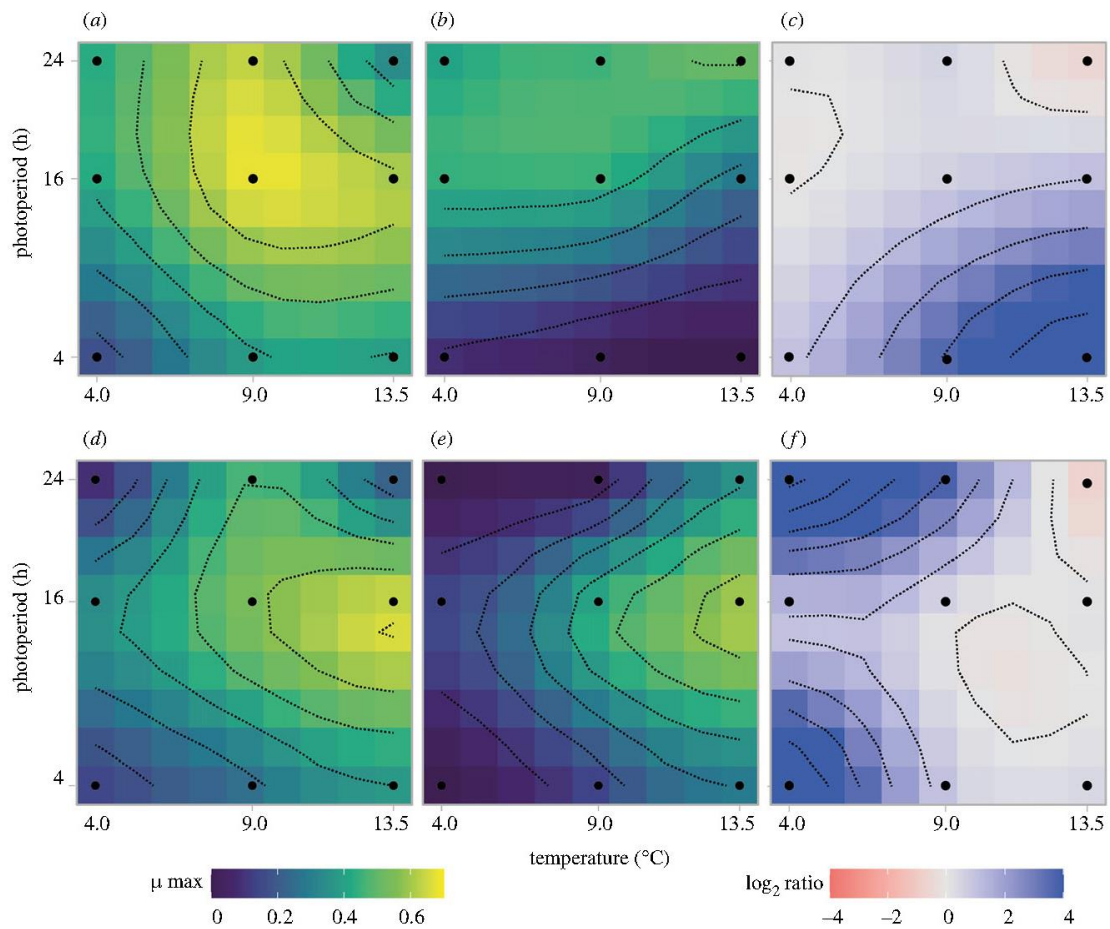 (a) (b) (c)
24
16
4
photoperiod (h)
4.0 9.0 13.5 4.0 9.0 13.5 4.0 9.0 13.5
(d) (e) (f)
24
16
4
photoperiod (h)
4.0 9.0 13.5 4.0 9.0 13.5 4.0 9.0 13.5
temperature (°C)
μ max
0 0.2 0.4 0.6
log₂ ratio
–4 –2 0 2 4